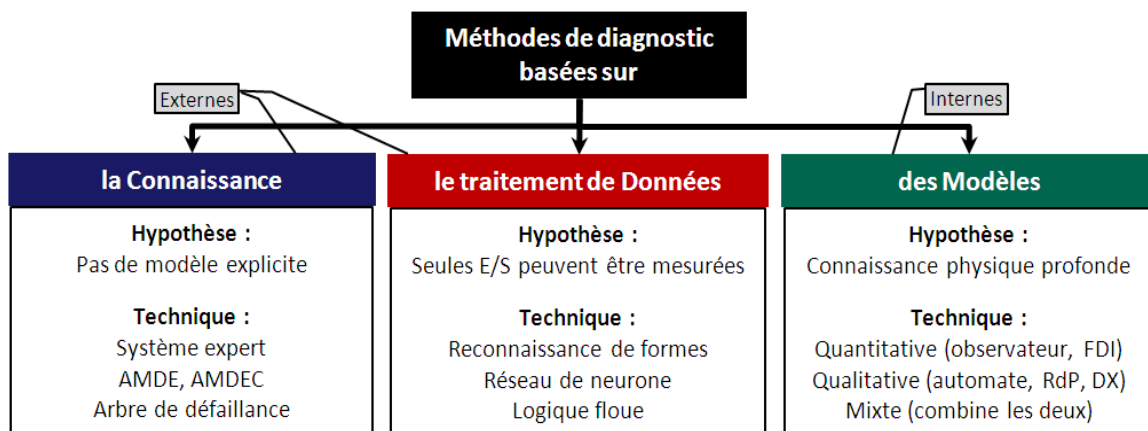 Méthodes de diagnostic
basées sur
Externes
Internes
la Connaissance
Hypothèse :
Pas de modèle explicite
Technique :
Système expert
AMDE, AMDEC
Arbre de défaillance
le traitement de Données
Hypothèse :
Seules E/S peuvent être mesurées
Technique :
Reconnaissance de formes
Réseau de neurone
Logique floue
des Modèles
Hypothèse :
Connaissance physique profonde
Technique :
Quantitative (observateur, FDI)
Qualitative (automate, RdP, DX)
Mixte (combine les deux)